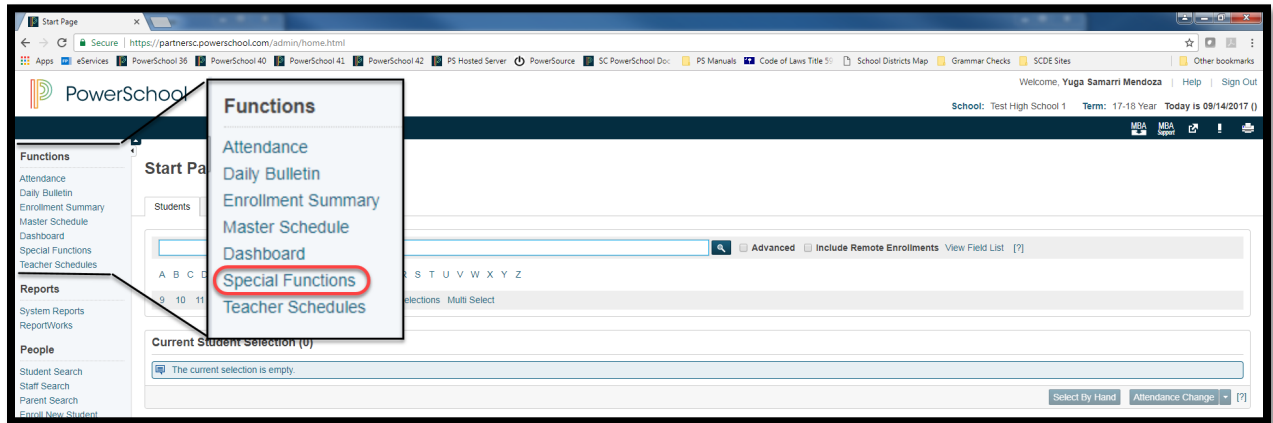 Start Page
Secure | https://partnersc.powerschool.com/admin/home.html
Apps eServices PowerSchool 36 PowerSchool 40 PowerSchool 41 PowerSchool 42 PS Hosted Server PowerSource SC PowerSchool Doc PS Manuals Code of Laws Title 59 School Districts Map Grammar Checks SCDE Sites Other bookmarks
Welcome, Yuga Samarri Mendoza | Help | Sign Out
PowerSchool
School: Test High School 1 Term: 17-18 Year Today is 09/14/2017 ()
MBA MBA Support
Functions
Attendance
Daily Bulletin
Enrollment Summary
Master Schedule
Dashboard
Special Functions
Teacher Schedules
Reports
System Reports
ReportWorks
People
Student Search
Staff Search
Parent Search
Enroll New Student
Functions
Attendance
Daily Bulletin
Enrollment Summary
Master Schedule
Dashboard
Special Functions
Teacher Schedules
Start Pa
Students
Advanced Include Remote Enrollments View Field List [?]
A B C D S T U V W X Y Z
9 10 11 elections Multi Select
Current Student Selection (0)
The current selection is empty.
Select By Hand Attendance Change [?]